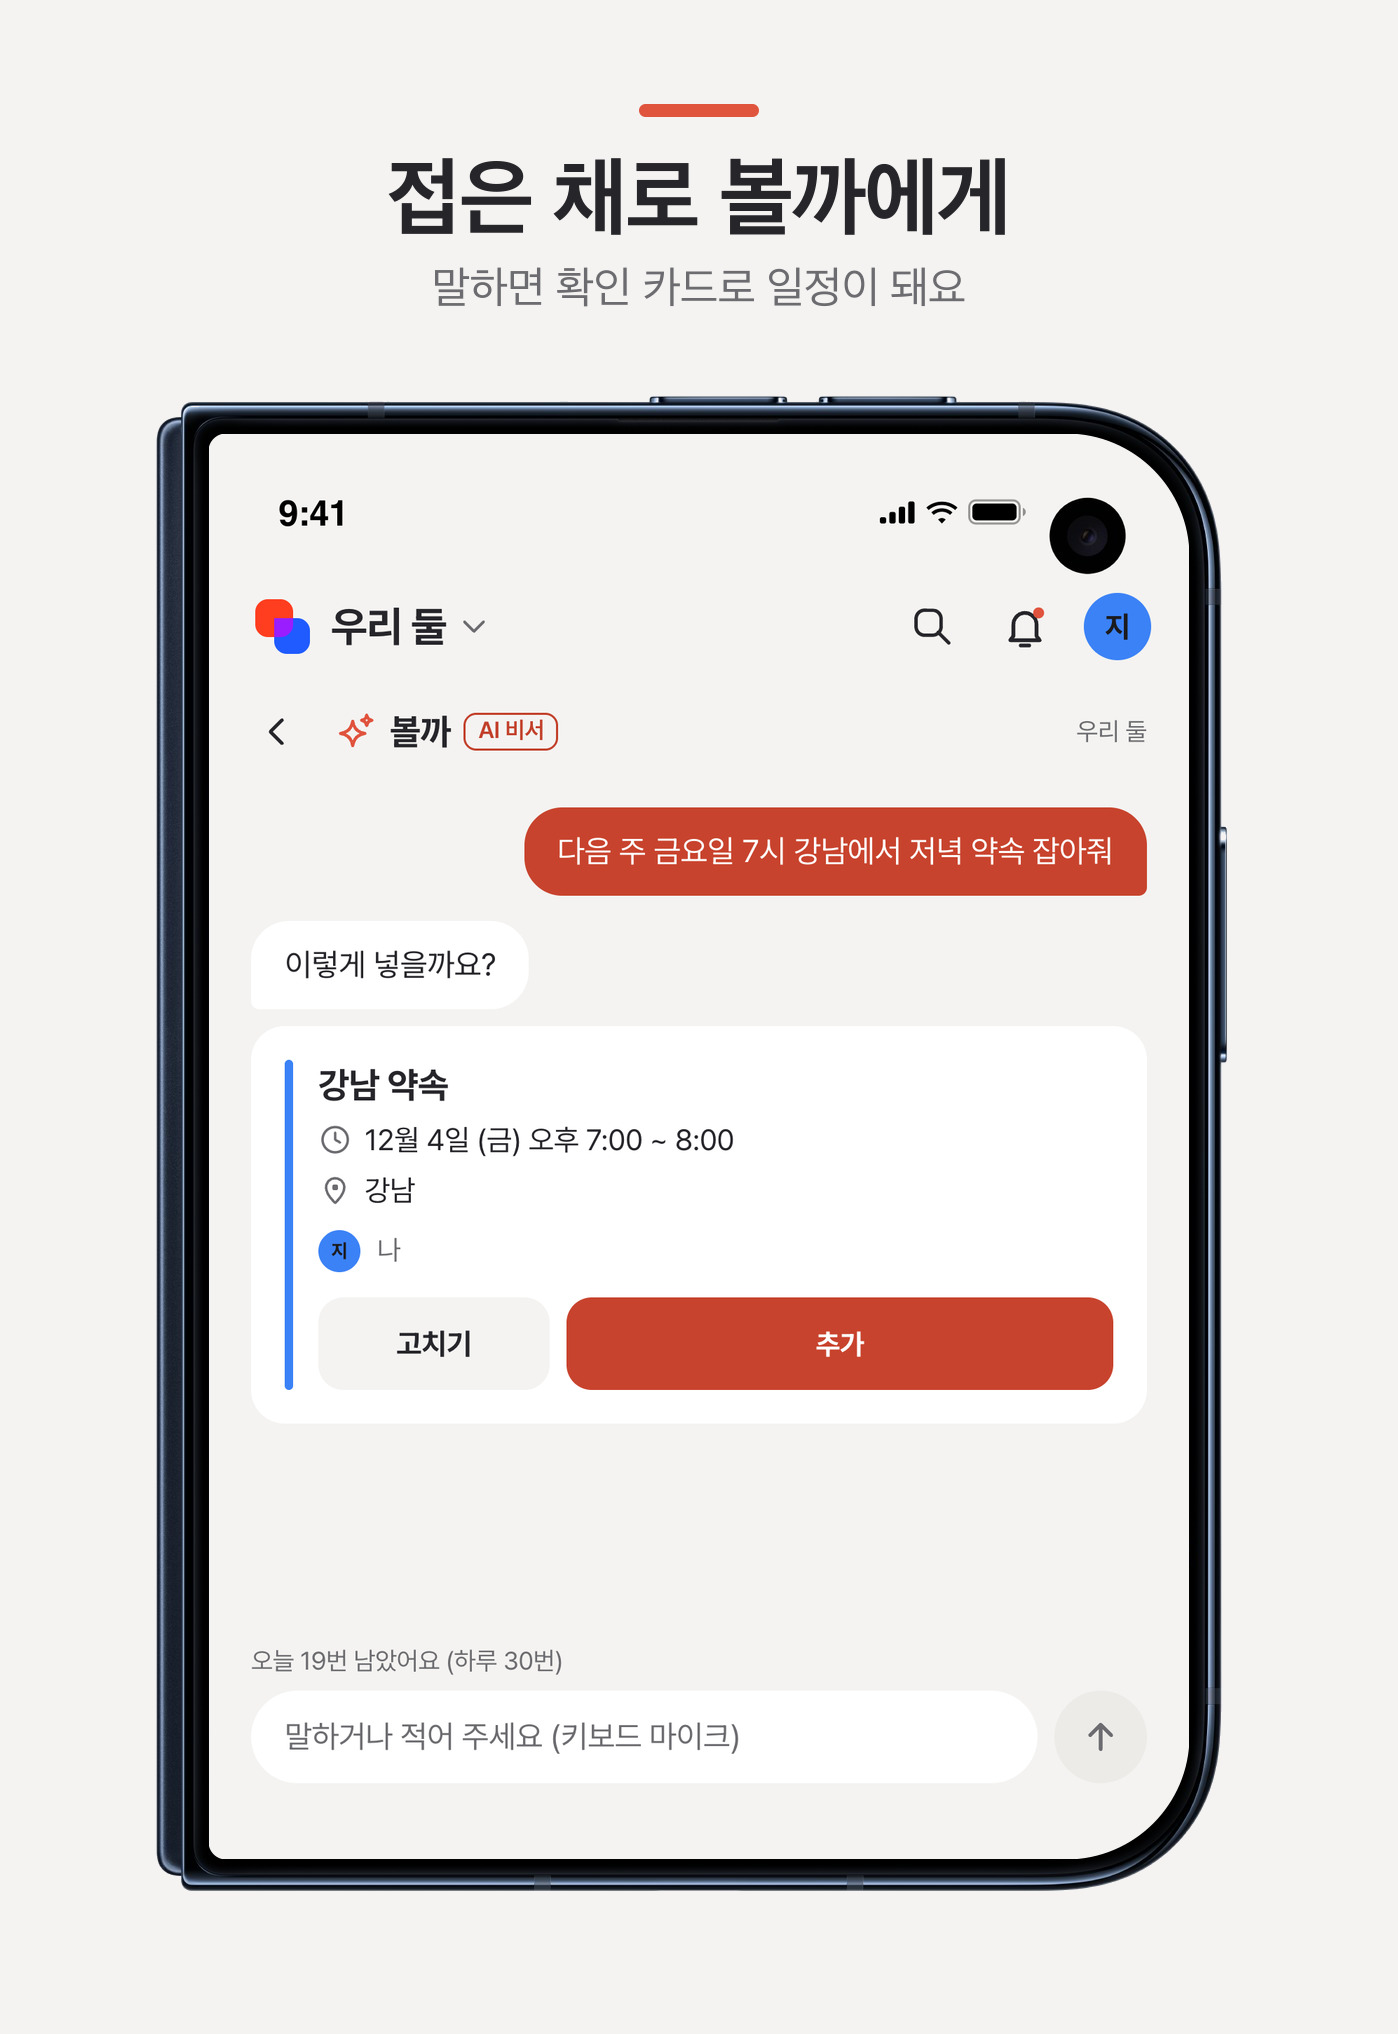 접은 채로 볼까에게
말하면 확인 카드로 일정이 돼요
9:41
우리 둘
지
볼까 AI 비서
우리 둘
다음 주 금요일 7시 강남에서 저녁 약속 잡아줘
이렇게 넣을까요?
강남 약속
12월 4일 (금) 오후 7:00 ~ 8:00
강남
지 나
고치기
추가
오늘 19번 남았어요 (하루 30번)
말하거나 적어 주세요 (키보드 마이크)